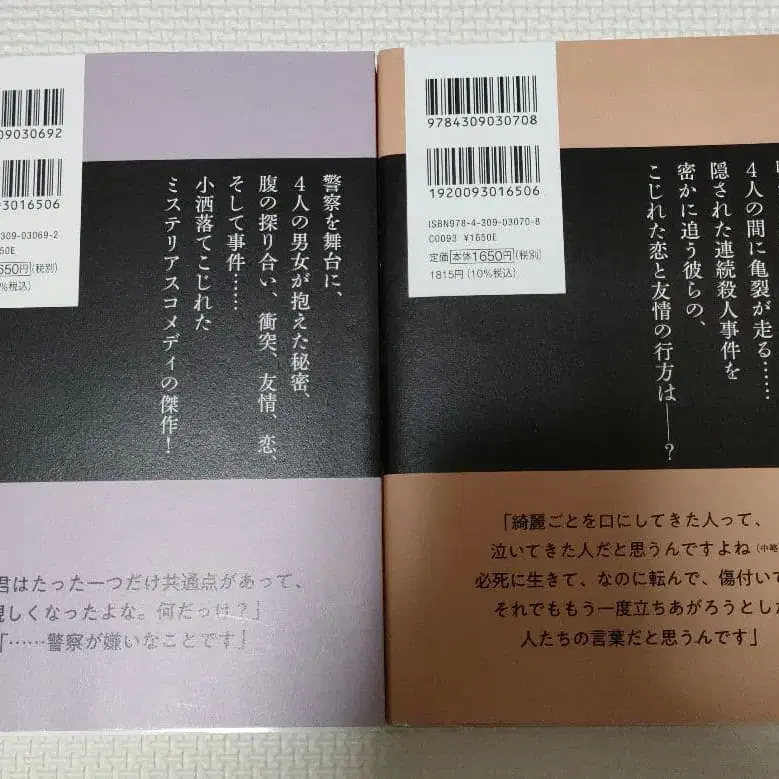 09030692
93016506
309-03069-2
650E
650円(税別)
%税込)
警察を舞台に、
4人の男女が抱えた秘密、
腹の探り合い、衝突、友情、恋、
そして事件……
小洒落てこじれた
ミステリアスコメディの傑作!
君はたった一つだけ共通点があって、
親しくなったよな。何だっけ?」
「……警察が嫌いなことです」
9784309030708
1920093016506
ISBN978-4-309-03070-8
C0093 ¥1650E
定価 本体1650円(税別)
1815円(10%税込)
4人の間に亀裂が走る……
隠された連続殺人事件を
密かに追う彼らの、
こじれた恋と友情の行方は――?
「綺麗ごとを口にしてきた人って、
泣いてきた人だと思うんですよね(中略
必死に生きて、なのに転んで、傷付いて
それでももう一度立ちあがろうとした
人たちの言葉だと思うんです」